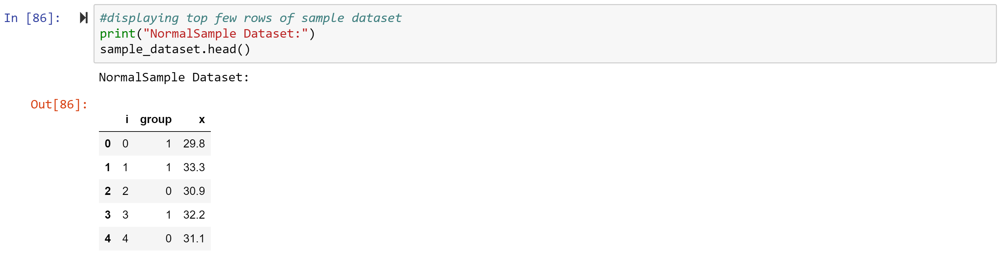 In [86]:
#displaying top few rows of sample dataset
print("NormalSample Dataset:")
sample_dataset.head()
NormalSample Dataset:
Out[86]:
i group x
0 0 1 29.8
1 1 1 33.3
2 2 0 30.9
3 3 1 32.2
4 4 0 31.1